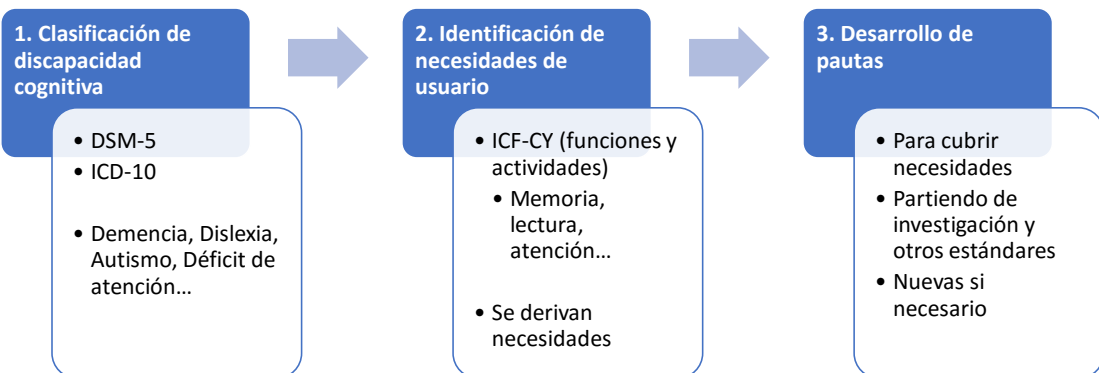 1. Clasificación de
discapacidad
cognitiva
• DSM-5
• ICD-10
• Demencia, Dislexia,
Autismo, Déficit de
atención…
2. Identificación de
necesidades de
usuario
• ICF-CY (funciones y
actividades)
• Memoria,
lectura,
atención…
• Se derivan
necesidades
3. Desarrollo de
pautas
• Para cubrir
necesidades
• Partiendo de
investigación y
otros estándares
• Nuevas si
necesario